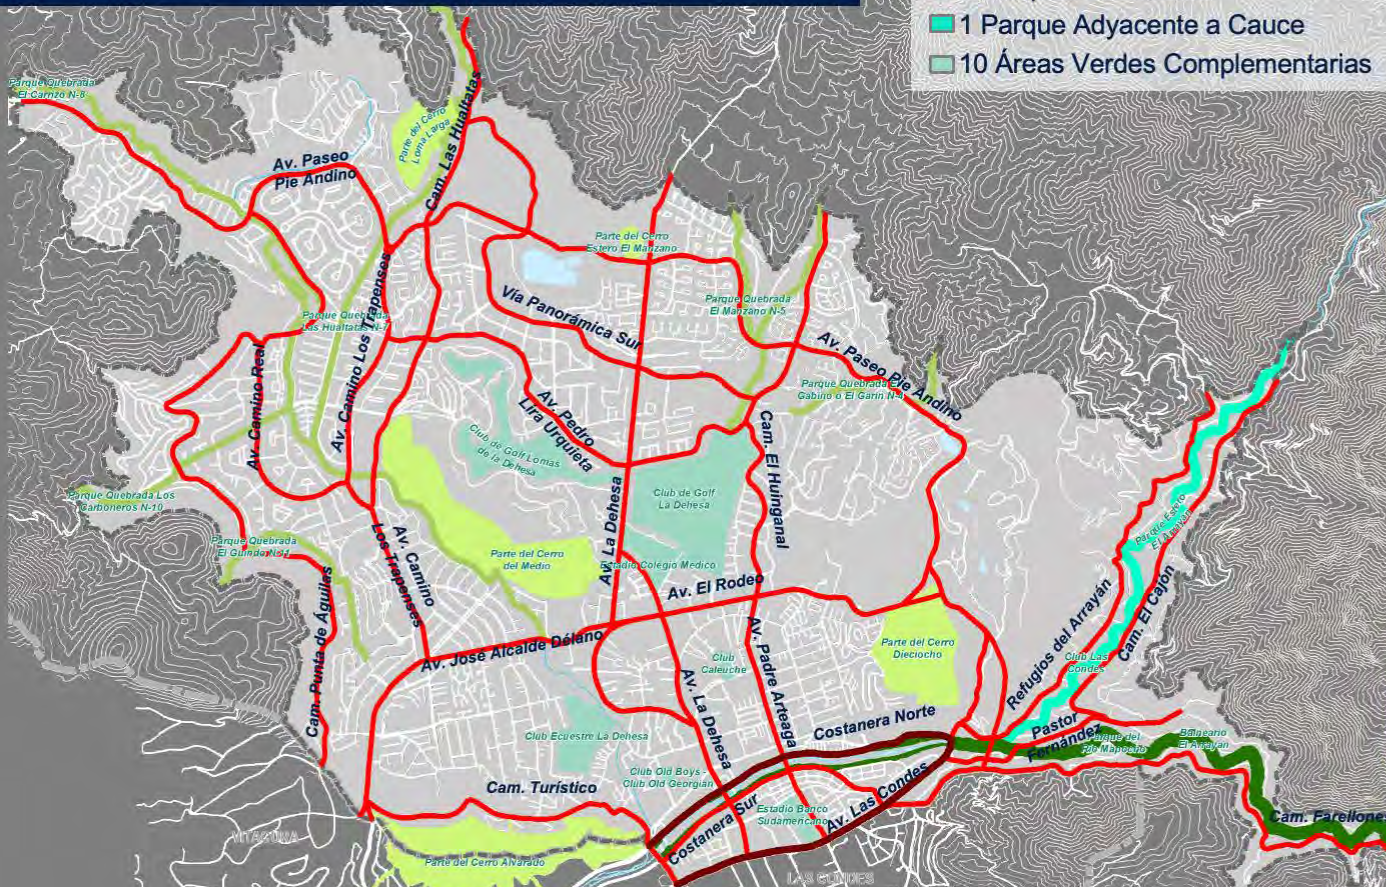 1 Parque Adyacente a Cauce
10 Áreas Verdes Complementarias
Parque Quebrada
El Carrizo N-8
Parte del Cerro
Loma Larga
Cam. Las Hualtatas
Av. Paseo
Pie Andino
Parte del Cerro
Estero El Manzano
Parque Quebrada
El Manzano N-5
Vía Panorámica Sur
Parque Quebrada
Las Hualtatas N-7
Av. Camino Los Trapenses
Av. Camino Real
Av. Paseo Pie Andino
Parque Quebrada El
Gabino o El Garin N-4
Av. Pedro
Lira Urquieta
Club de Golf Lomas
de la Dehesa
Cam. El Huinganal
Parque Quebrada Los
Carboneros N-10
Club de Golf
La Dehesa
Av. La Dehesa
Parque Estero
El Arrayán
Parque Quebrada
El Guindo N-11
Av. Camino
Los Trapenses
Parte del Cerro
del Medio
Estadio Colegio Medico
Av. El Rodeo
Cam. Punta de Aguilas
Av. José Alcalde Délano
Av. Padre Arteaga
Parte del Cerro
Dieciocho
Refugios del Arrayán
Cam. El Cajón
Club
Caleuche
Club Las
Condes
Av. La Dehesa
Costanera Norte
Pastor
Fernández
Parque del
Río Mapocho
Balneario
El Arrayan
Club Ecuestre La Dehesa
Club Old Boys -
Club Old Georgian
Cam. Turístico
Costanera Sur
Estadio Banco
Sudamericano
Av. Las Condes
Cam. Farellone
VITACURA
Parte del Cerro Alvarado
LAS CONDES